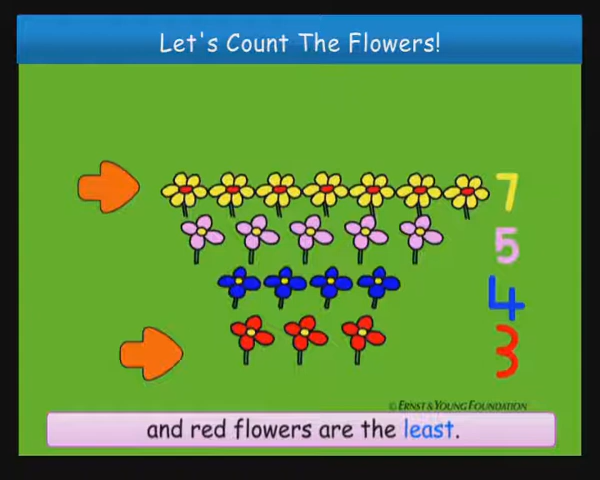 Let's Count The Flowers!
7
5
4
3
© ERNST & YOUNG FOUNDATION
and red flowers are the least.